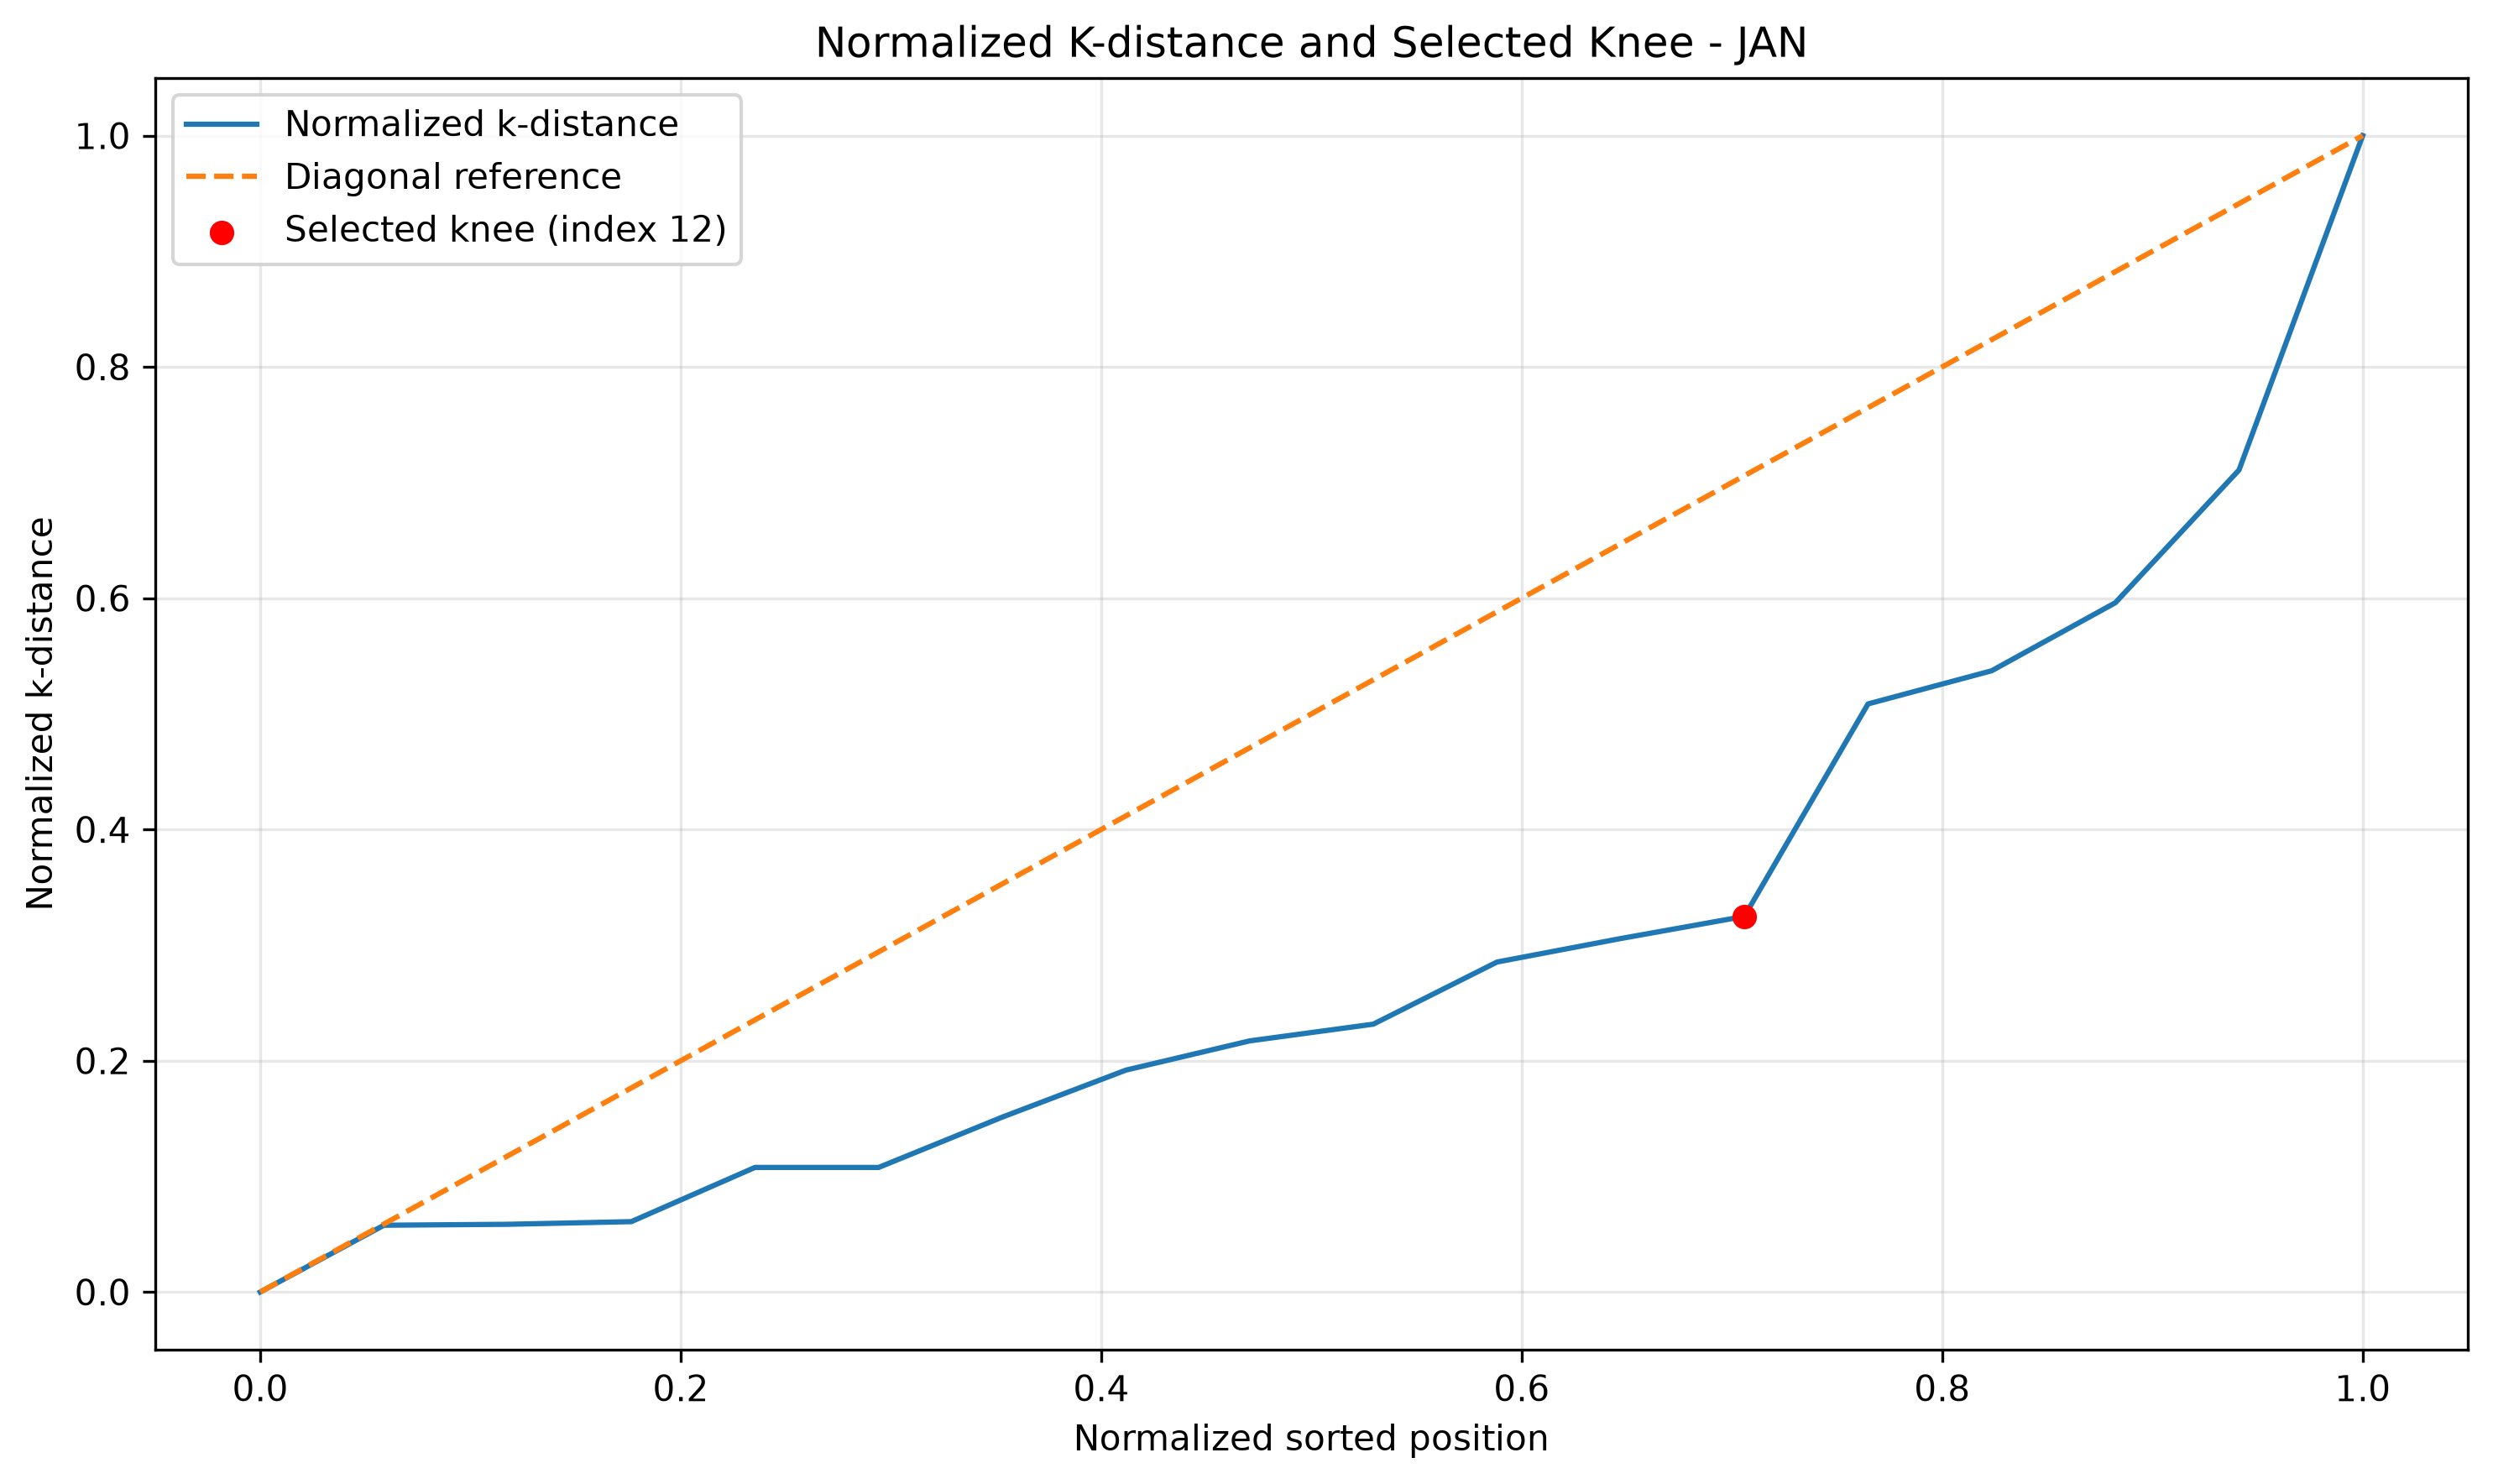 Normalized K-distance and Selected Knee - JAN
Normalized k-distance
Diagonal reference
Selected knee (index 12)
Normalized k-distance
1.0
0.8
0.6
0.4
0.2
0.0
0.0 0.2 0.4 0.6 0.8 1.0
Normalized sorted position